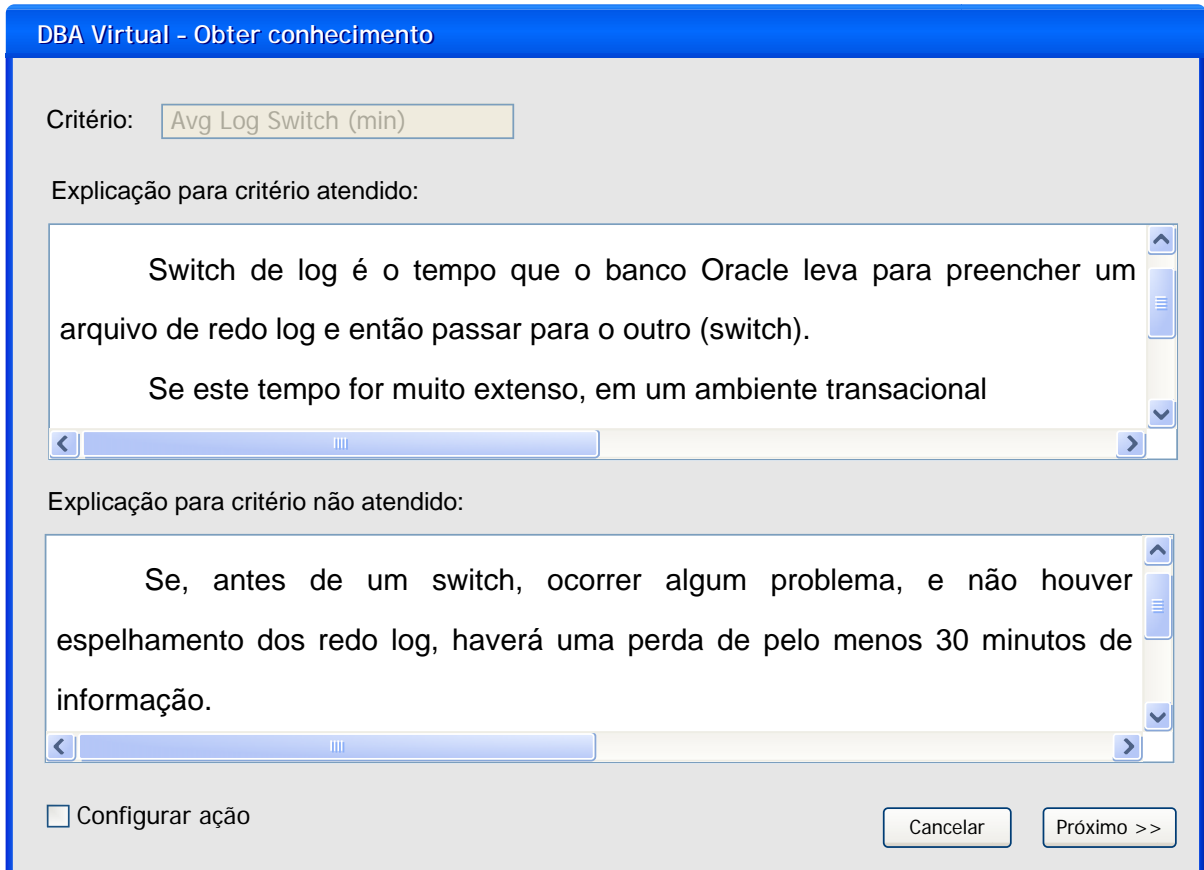 DBA Virtual - Obter conhecimento
Critério: Avg Log Switch (min)
Explicação para critério atendido:
Switch de log é o tempo que o banco Oracle leva para preencher um
arquivo de redo log e então passar para o outro (switch).
Se este tempo for muito extenso, em um ambiente transacional
Explicação para critério não atendido:
Se, antes de um switch, ocorrer algum problema, e não houver
espelhamento dos redo log, haverá uma perda de pelo menos 30 minutos de
informação.
Configurar ação
Cancelar
Próximo >>